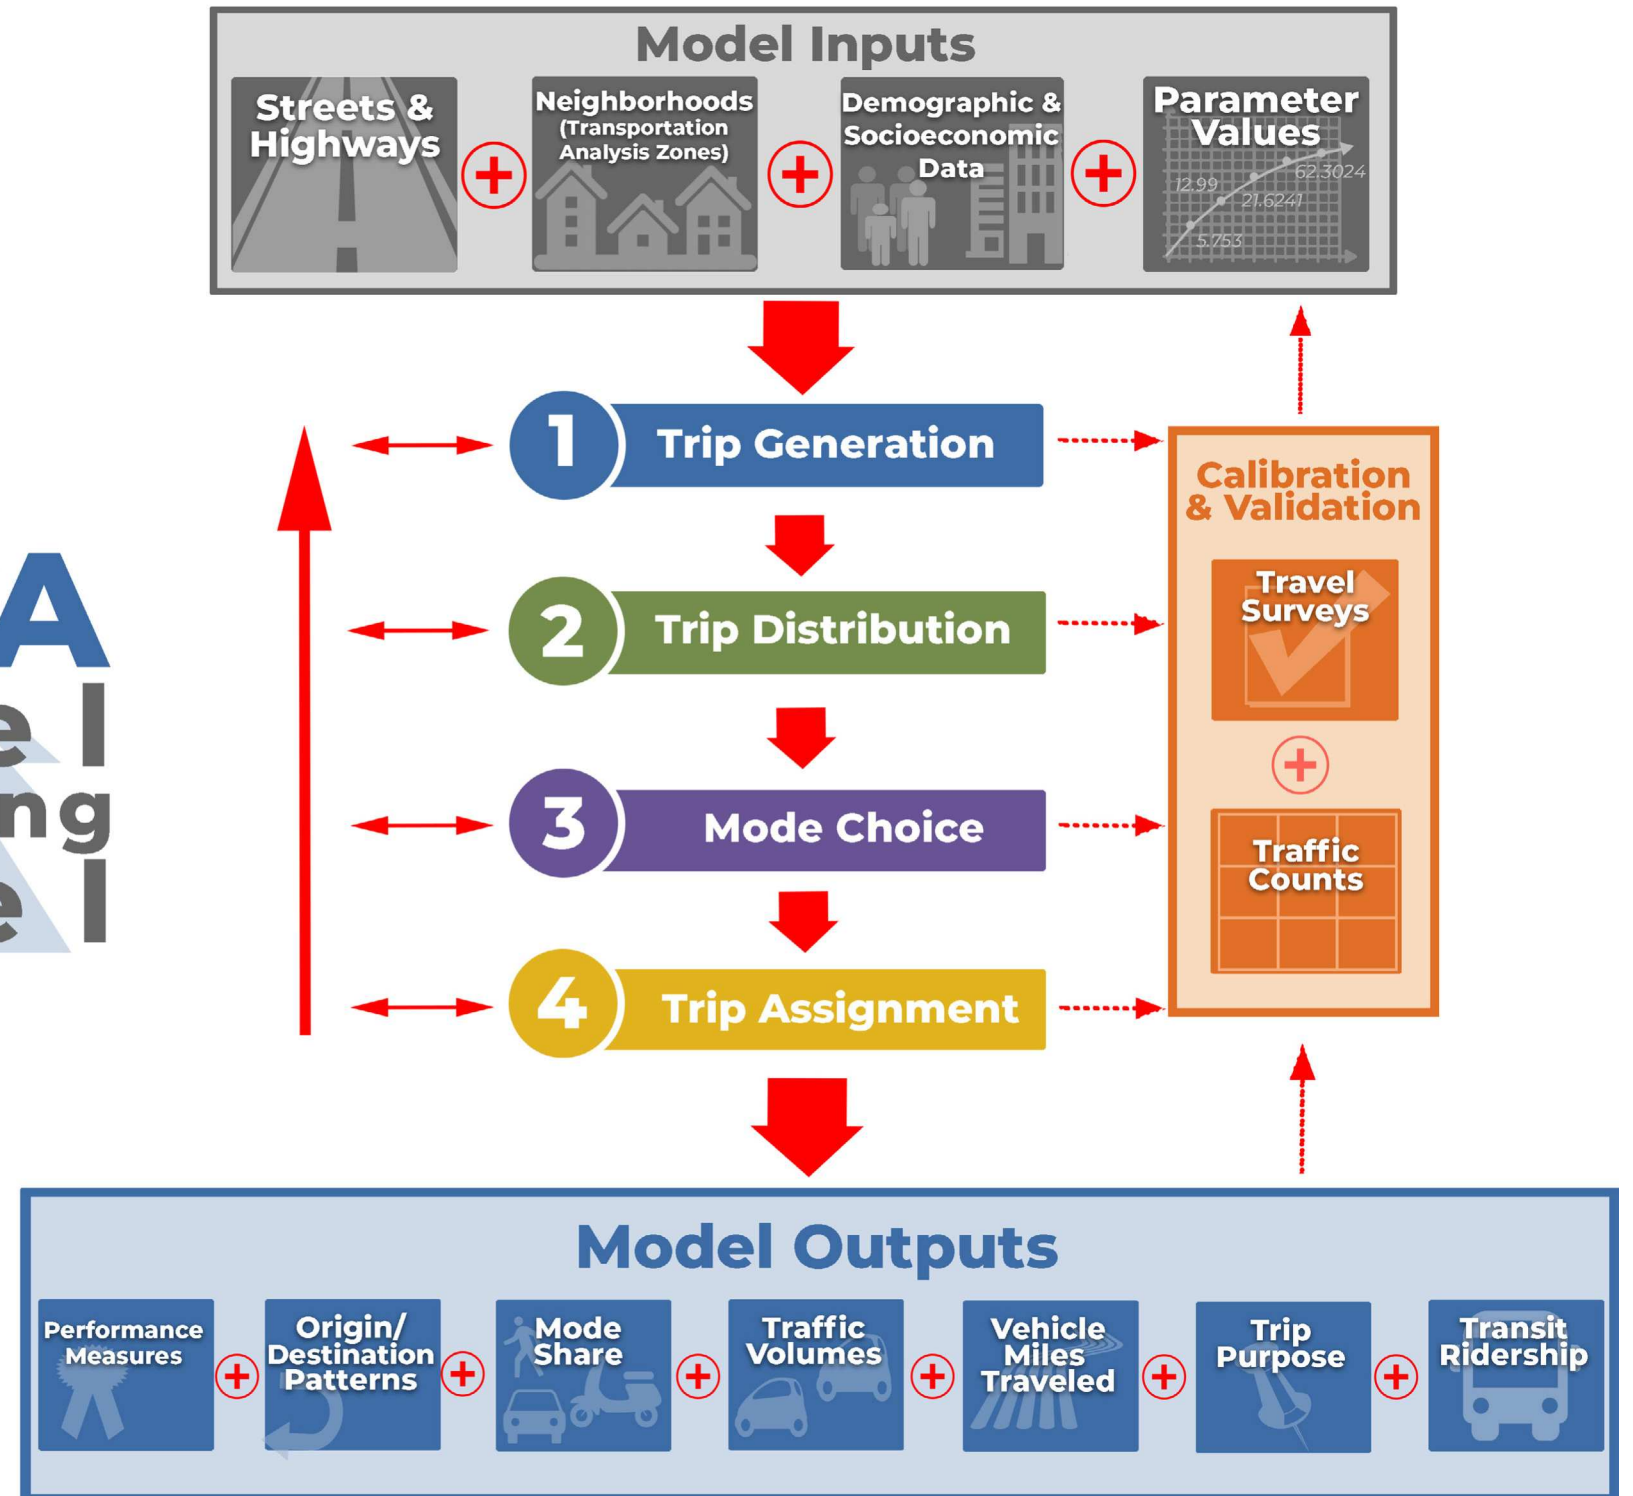 Model Inputs
Streets &
Highways
Neighborhoods
(Transportation
Analysis Zones)
Demographic &
Socioeconomic
Data
Parameter
Values
62.3024
12.99
21.6241
5.753
1 Trip Generation
2 Trip Distribution
3 Mode Choice
4 Trip Assignment
Calibration
& Validation
Travel
Surveys
Traffic
Counts
A
el
ng
el
Model Outputs
Performance
Measures
Origin/
Destination
Patterns
Mode
Share
Traffic
Volumes
Vehicle
Miles
Traveled
Trip
Purpose
Transit
Ridership